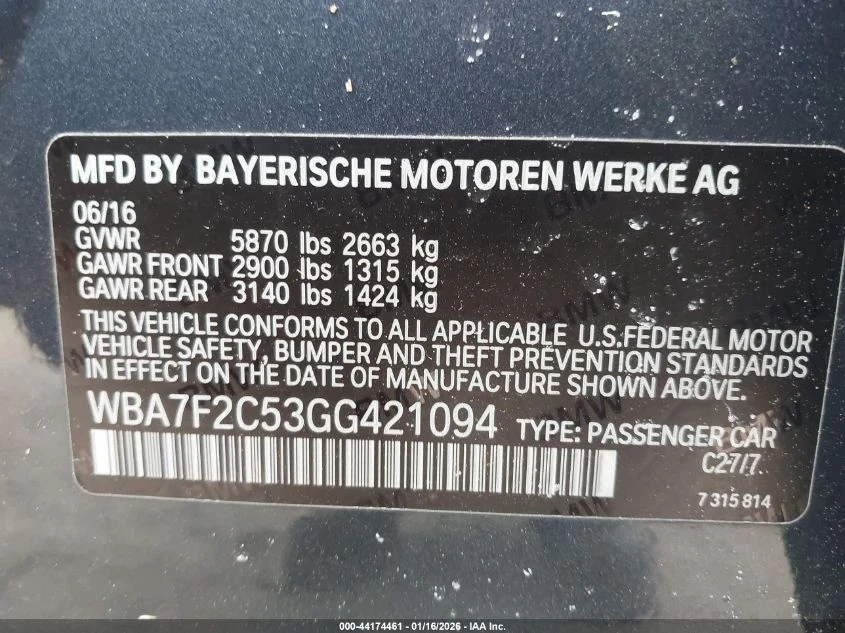 MFD BY BAYERISCHE MOTOREN WERKE AG
06/16
GVWR 5870 lbs 2663 kg
GAWR FRONT 2900 lbs 1315 kg
GAWR REAR 3140 lbs 1424 kg
THIS VEHICLE CONFORMS TO ALL APPLICABLE U.S.FEDERAL MOTOR
VEHICLE SAFETY, BUMPER AND THEFT PREVENTION STANDARDS
IN EFFECT ON THE DATE OF MANUFACTURE SHOWN ABOVE.
WBA7F2C53GG421094 TYPE: PASSENGER CAR
C27/7
7 315 814
000-44174461 - 01/16/2026 - IAA Inc.